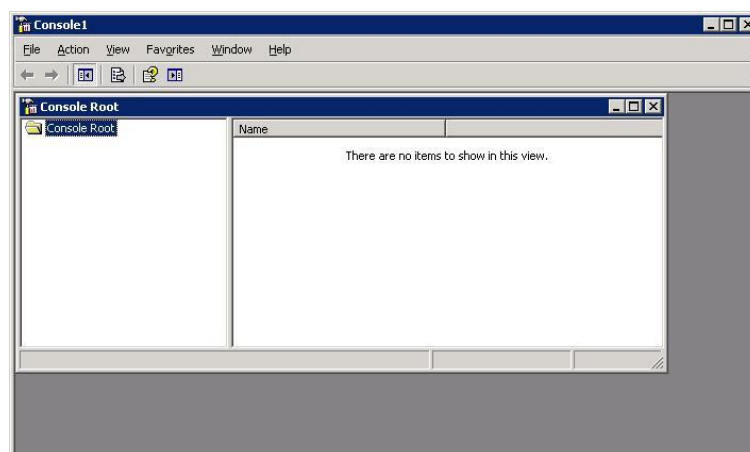 Console1
File Action View Favorites Window Help
Console Root
Console Root
Name
There are no items to show in this view.